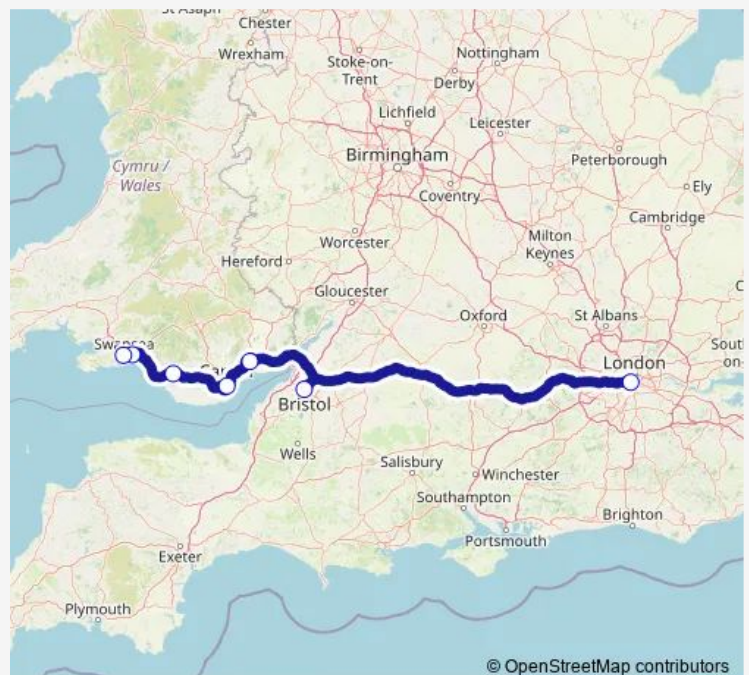 St Asaph
Chester
Wrexham
Stoke-on-
Trent
Nottingham
Derby
Lichfield
Leicester
Birmingham
Peterborough
Cymru /
Wales
Coventry
Ely
Cambridge
Worcester
Milton
Keynes
Hereford
Gloucester
Oxford
St Albans
Swansea
London
Bristol
Wells
Salisbury
Winchester
Southampton
Brighton
Portsmouth
Exeter
Plymouth
© OpenStreetMap contributors